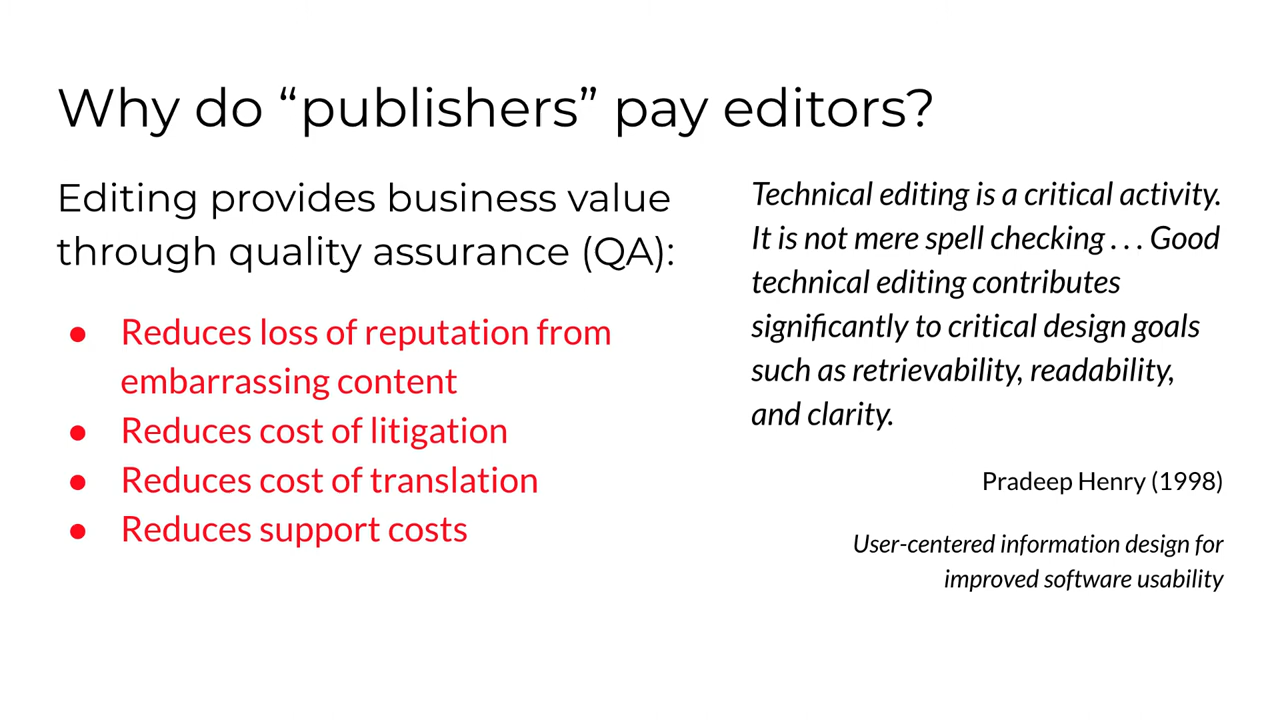 Why do “publishers” pay editors?
Editing provides business value
through quality assurance (QA):
● Reduces loss of reputation from
embarrassing content
● Reduces cost of litigation
● Reduces cost of translation
● Reduces support costs
Technical editing is a critical activity.
It is not mere spell checking . . . Good
technical editing contributes
significantly to critical design goals
such as retrievability, readability,
and clarity.
Pradeep Henry (1998)
User-centered information design for
improved software usability